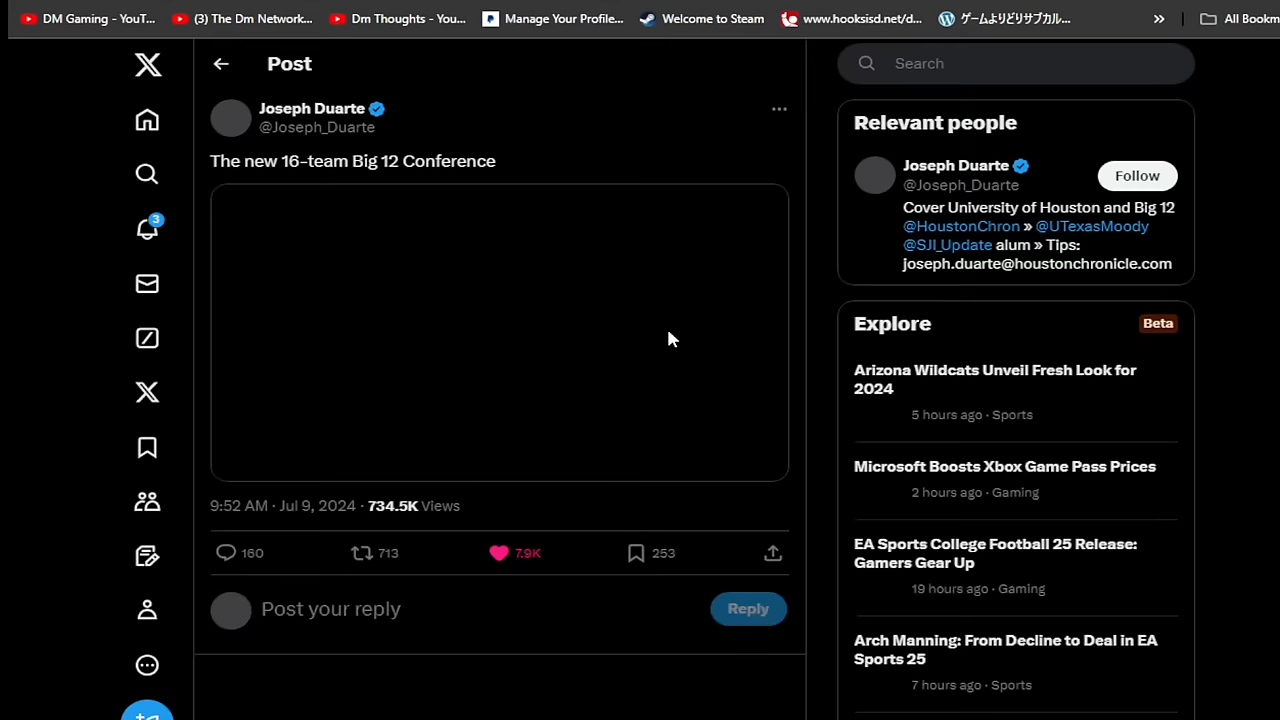 DM Gaming - YouT...
(3) The Dm Network...
Dm Thoughts - You...
Manage Your Profile...
Welcome to Steam
www.hooksisd.net/d...
ゲームよりどりサブカル...
»
All Bookm
Post
Search
Joseph Duarte
@Joseph_Duarte
The new 16-team Big 12 Conference
9:52 AM · Jul 9, 2024 · 734.5K Views
160
713
7.9K
253
Post your reply
Reply
3
Relevant people
Joseph Duarte
@Joseph_Duarte
Follow
Cover University of Houston and Big 12
@HoustonChron » @UTexasMoody
@SJI_Update alum » Tips:
joseph.duarte@houstonchronicle.com
Explore
Beta
Arizona Wildcats Unveil Fresh Look for
2024
5 hours ago · Sports
Microsoft Boosts Xbox Game Pass Prices
2 hours ago · Gaming
EA Sports College Football 25 Release:
Gamers Gear Up
19 hours ago · Gaming
Arch Manning: From Decline to Deal in EA
Sports 25
7 hours ago · Sports